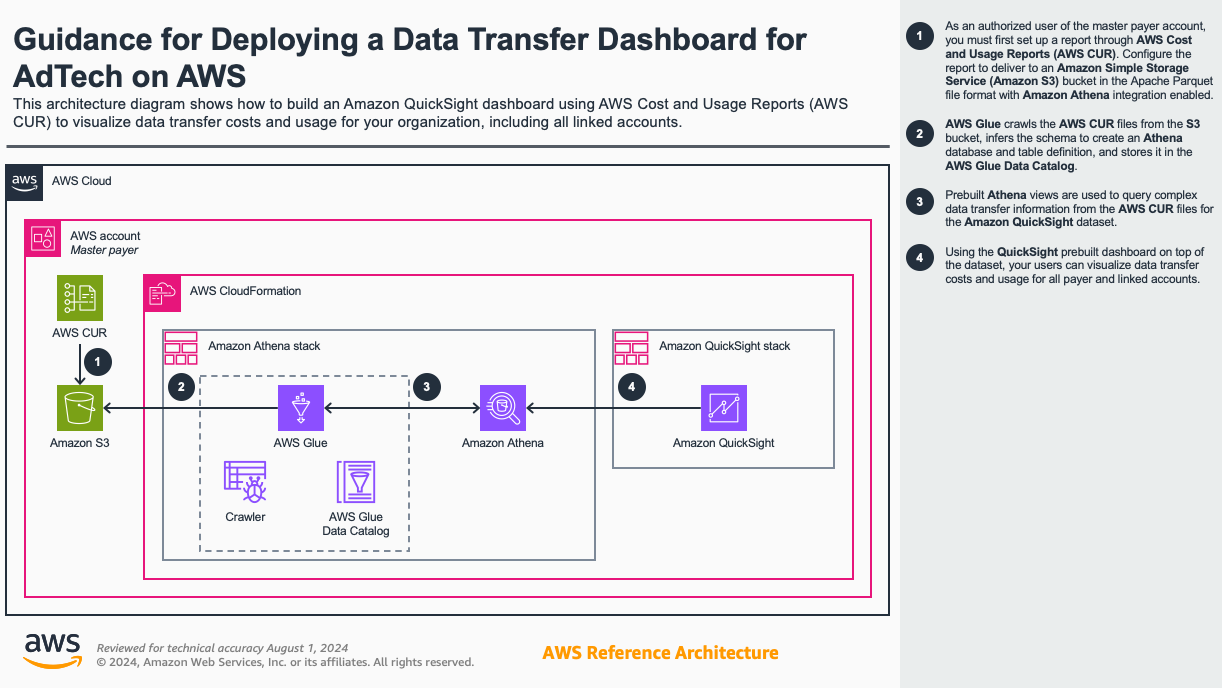 Guidance for Deploying a Data Transfer Dashboard for
AdTech on AWS
This architecture diagram shows how to build an Amazon QuickSight dashboard using AWS Cost and Usage Reports (AWS
CUR) to visualize data transfer costs and usage for your organization, including all linked accounts.
aws
AWS Cloud
AWS account
Master payer
AWS CUR
1
Amazon S3
AWS CloudFormation
Amazon Athena stack
2
AWS Glue
Crawler
AWS Glue
Data Catalog
3
Amazon Athena
Amazon QuickSight stack
4
Amazon QuickSight
1
As an authorized user of the master payer account,
you must first set up a report through AWS Cost
and Usage Reports (AWS CUR). Configure the
report to deliver to an Amazon Simple Storage
Service (Amazon S3) bucket in the Apache Parquet
file format with Amazon Athena integration enabled.
2
AWS Glue crawls the AWS CUR files from the S3
bucket, infers the schema to create an Athena
database and table definition, and stores it in the
AWS Glue Data Catalog.
3
Prebuilt Athena views are used to query complex
data transfer information from the AWS CUR files for
the Amazon QuickSight dataset.
4
Using the QuickSight prebuilt dashboard on top of
the dataset, your users can visualize data transfer
costs and usage for all payer and linked accounts.
aws
Reviewed for technical accuracy August 1, 2024
© 2024, Amazon Web Services, Inc. or its affiliates. All rights reserved.
AWS Reference Architecture